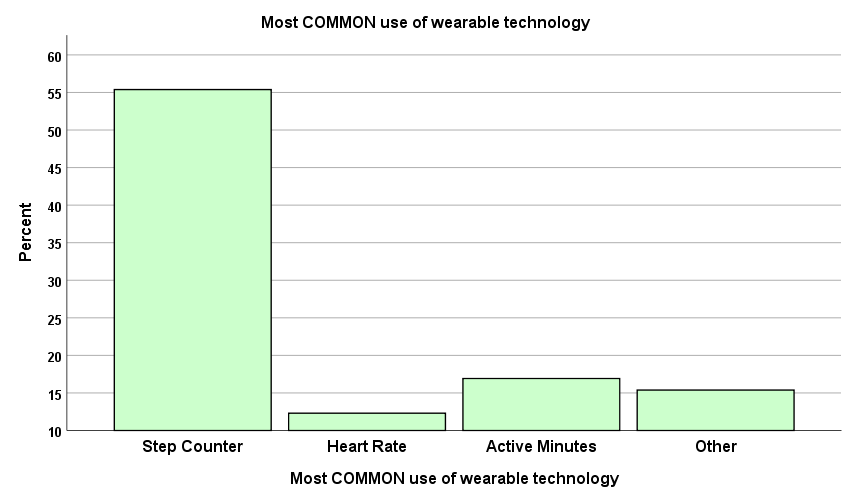 Most COMMON use of wearable technology
60
55
50
45
40
35
30
25
20
15
10
Percent
Step Counter Heart Rate Active Minutes Other
Most COMMON use of wearable technology